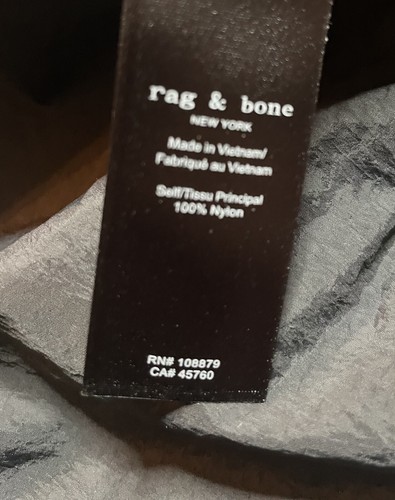 rag & bone
NEW YORK
Made in Vietnam/
Fabriqué au Vietnam
Self/Tissu Principal
100% Nylon
RN# 108879
CA# 45760